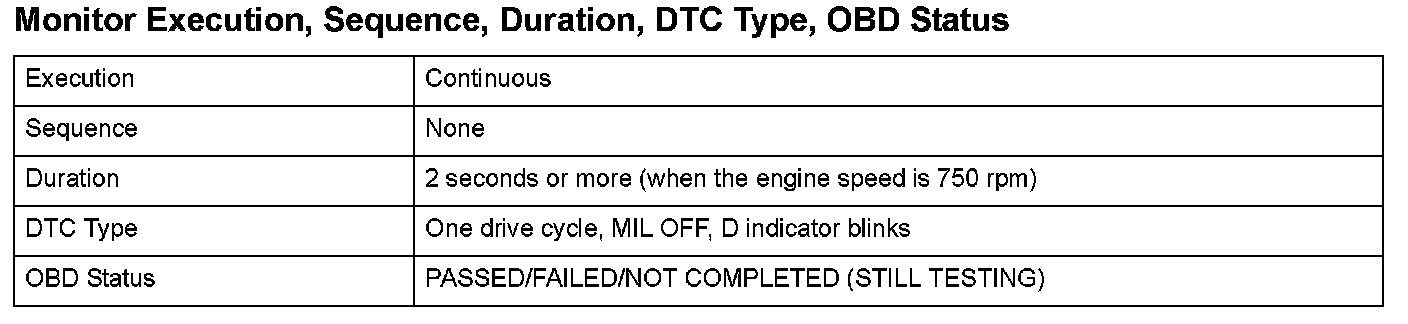 Monitor Execution, Sequence, Duration, DTC Type, OBD Status
Execution Continuous
Sequence None
Duration 2 seconds or more (when the engine speed is 750 rpm)
DTC Type One drive cycle, MIL OFF, D indicator blinks
OBD Status PASSED/FAILED/NOT COMPLETED (STILL TESTING)